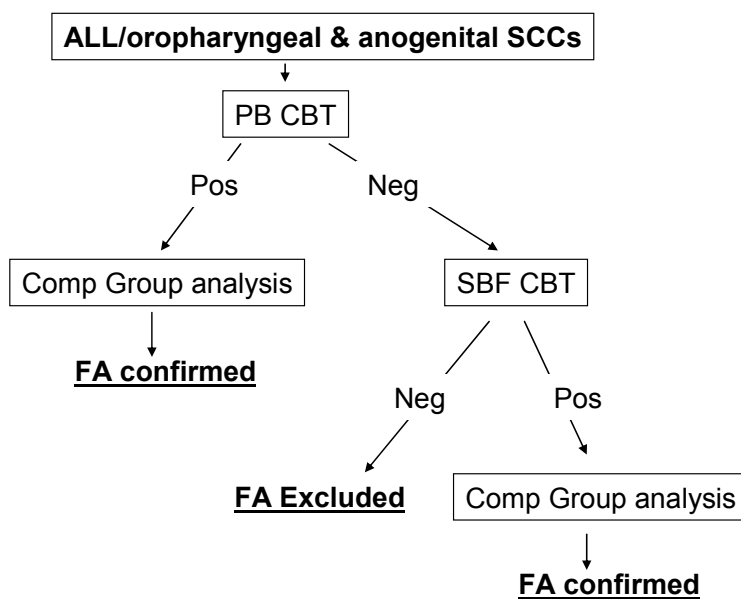 ALL/oropharyngeal & anogenital SCCs
PB CBT
Pos
Neg
Comp Group analysis
SBF CBT
FA confirmed
Neg
Pos
FA Excluded
Comp Group analysis
FA confirmed